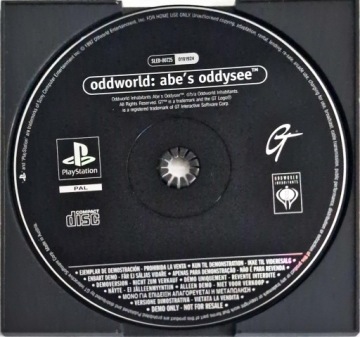 SLED-00725 0101924
oddworld: abe's oddysee™
Oddworld Inhabitants Abe's Oddysee™. Oddworld Inhabitants.
All Rights Reserved. GT™ is a trademark and the GT Logo®
is a registered trademark of GT Interactive Software Corp.
PlayStation
PAL
GT
ODDWORLD
INHABITANTS
COMPACT
disc
EJEMPLAR DE DEMOSTRACIÓN - PROHIBIDA LA VENTA • KUN TIL DEMONSTRATION - IKKE TIL VIDERESALG
ENBART DEMO - FÅR EJ SÄLJAS VIDARE • APENAS PARA DEMONSTRAÇÃO - NÃO É PARA REVENDA
DEMOVERSION - NICHT ZUM VERKAUF • DÉMO UNIQUEMENT - REVENTE INTERDITE
NÄYTE - EI JÄLLEENMYYNTIIN • ALLEEN DEMO - NIET VOOR VERKOOP
ΜΟΝΟ ΓΙΑ ΕΠΙΔΕΙΞΗ ΑΠΑΓΟΡΕΥΕΤΑΙ Η ΜΕΤΑΠΩΛΗΣΗ
VERSIONE DIMOSTRATIVA - VIETATA LA VENDITA
DEMO ONLY - NOT FOR RESALE